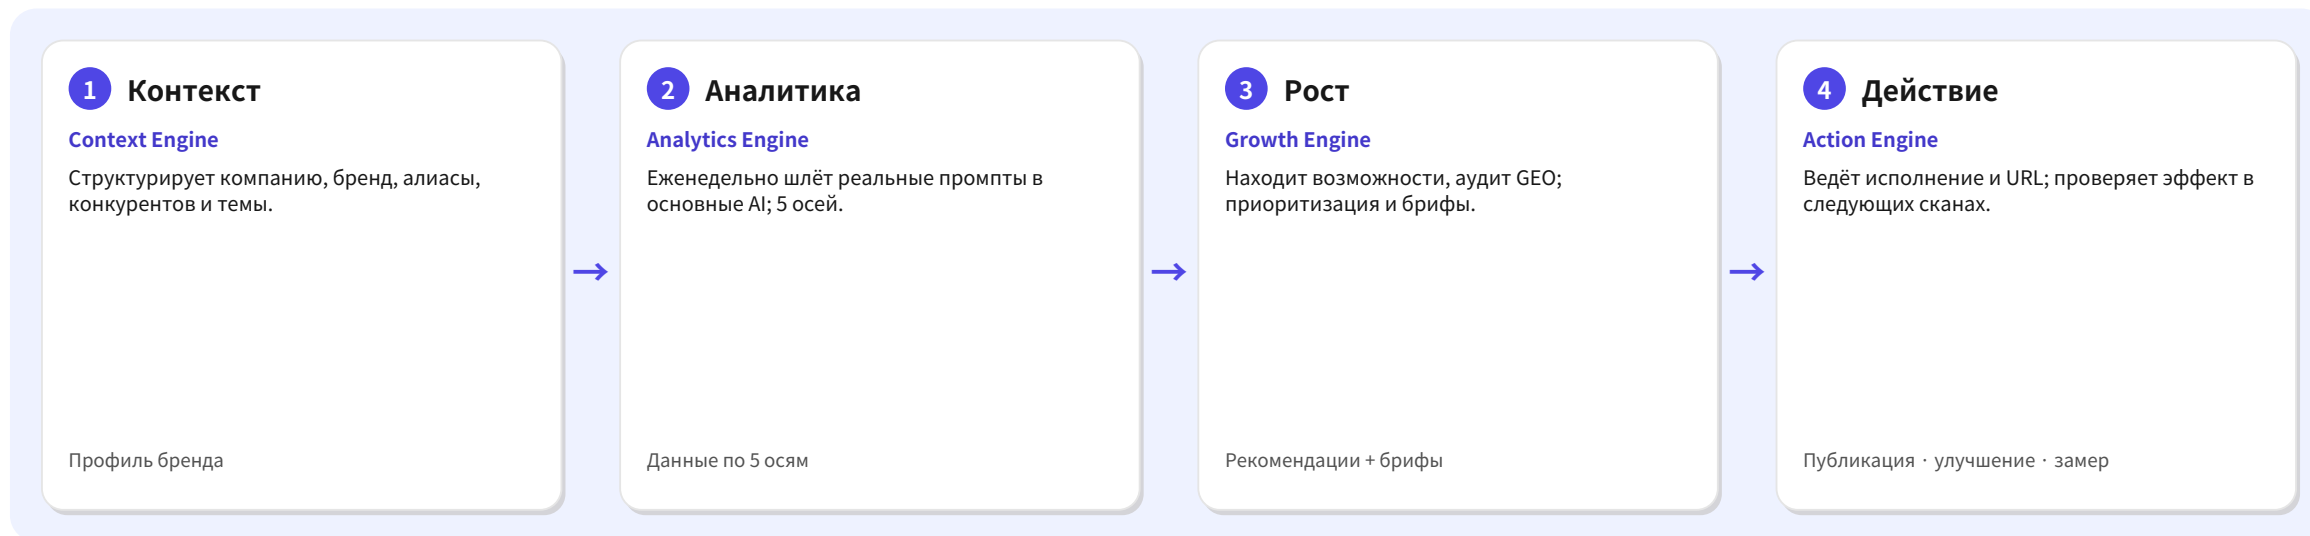 1 Контекст
Context Engine
Структурирует компанию, бренд, алиасы,
конкурентов и темы.
Профиль бренда
→
2 Аналитика
Analytics Engine
Еженедельно шлёт реальные промпты в
основные AI; 5 осей.
Данные по 5 осям
→
3 Рост
Growth Engine
Находит возможности, аудит GEO;
приоритизация и брифы.
Рекомендации + брифы
→
4 Действие
Action Engine
Ведёт исполнение и URL; проверяет эффект в
следующих сканах.
Публикация · улучшение · замер